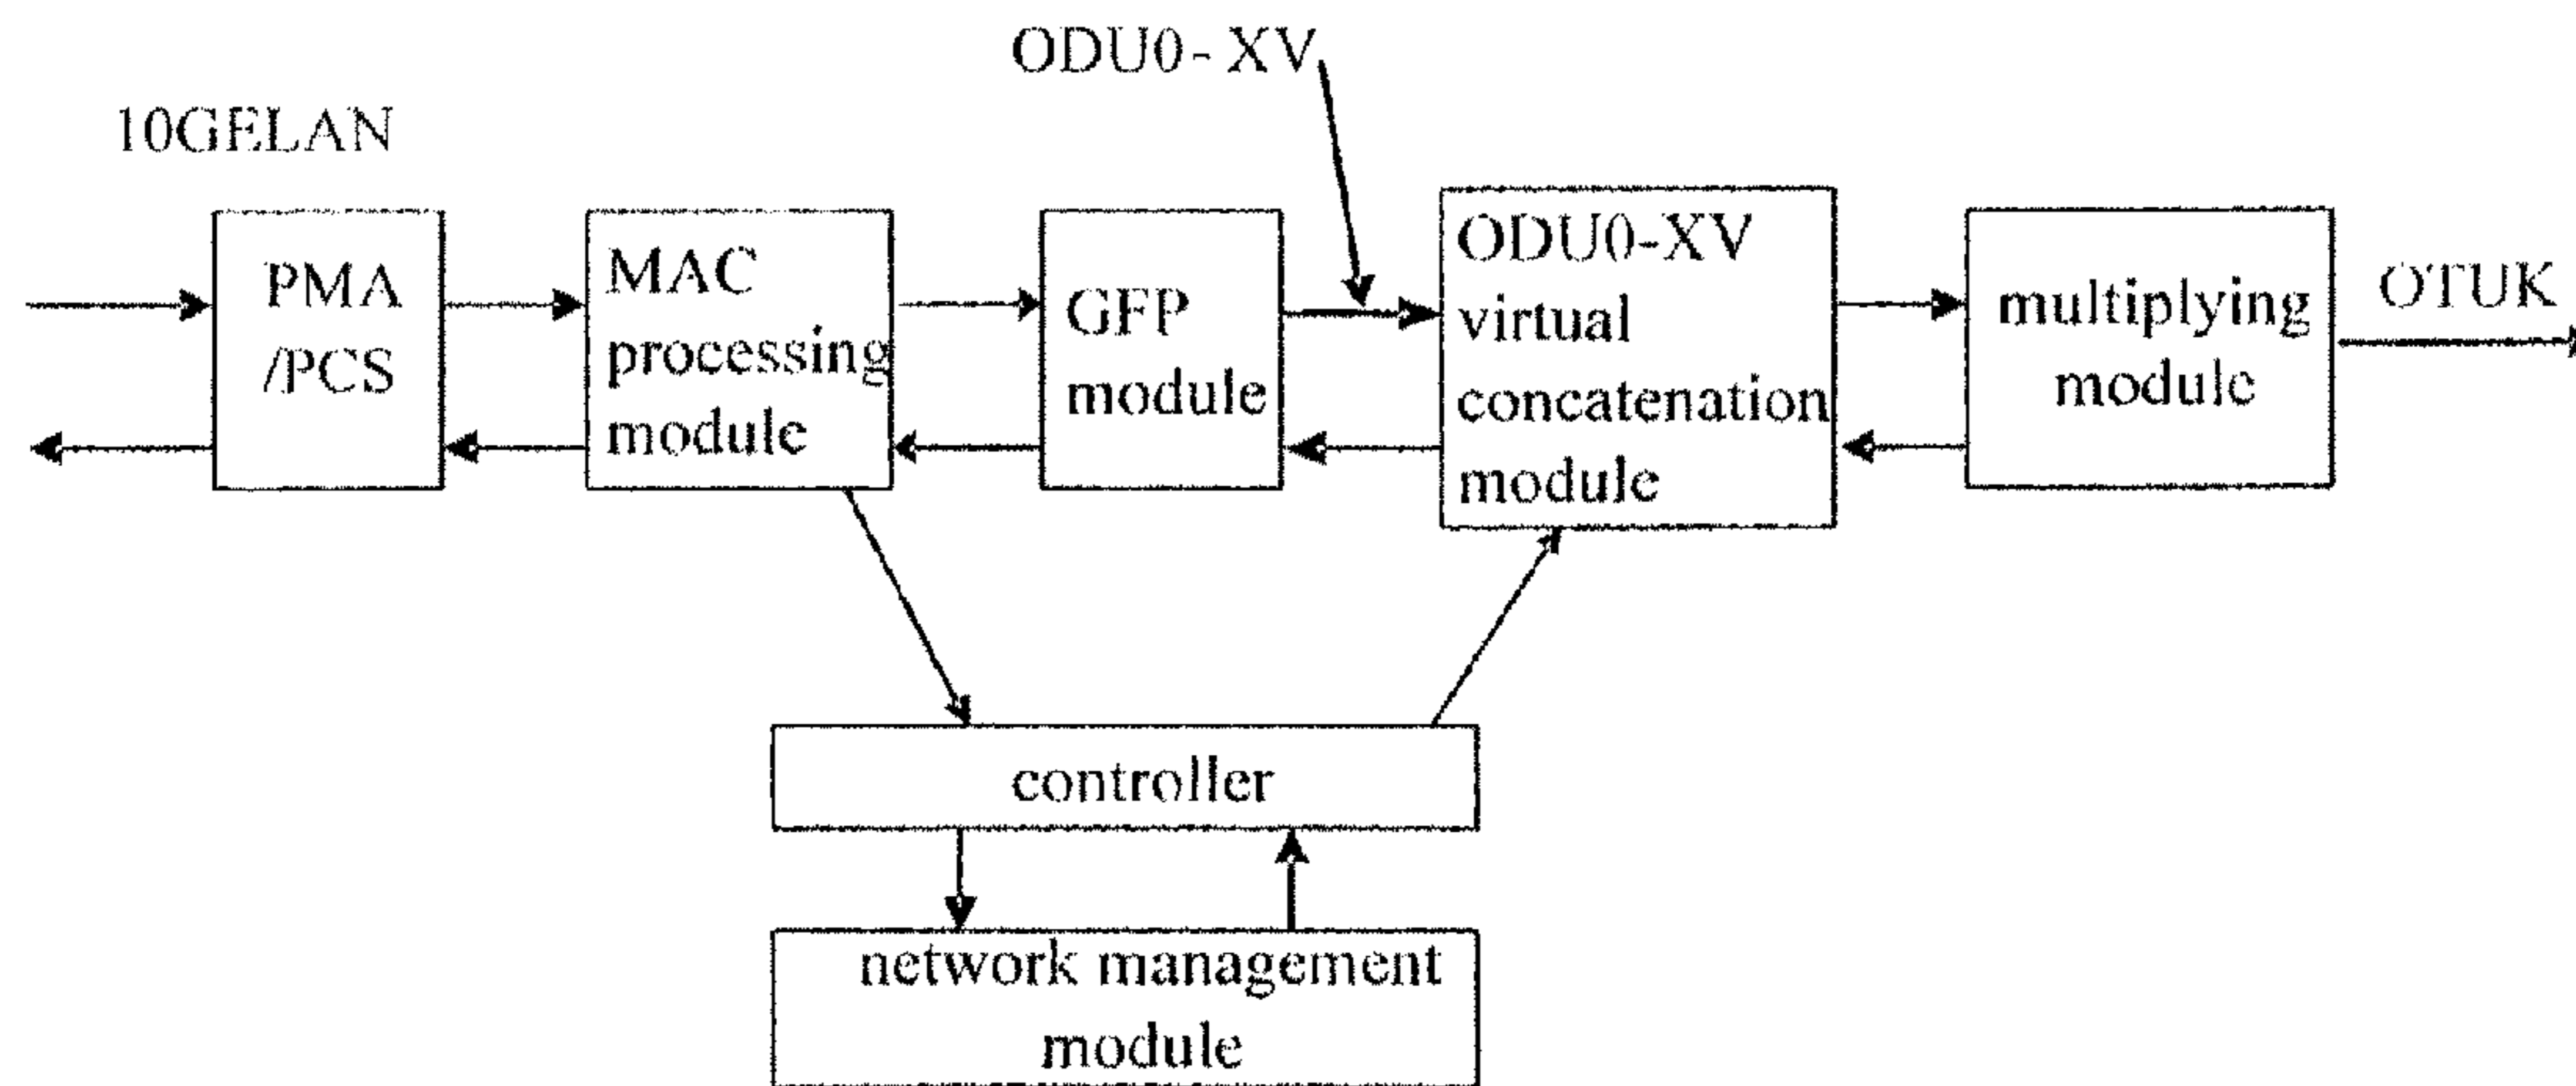 ODU0-XV
10GELAN
PMA
/PCS
MAC
processing
module
GFP
module
ODU0-XV
virtual
concatenation
module
multiplying
module
OTUK
controller
network management
module